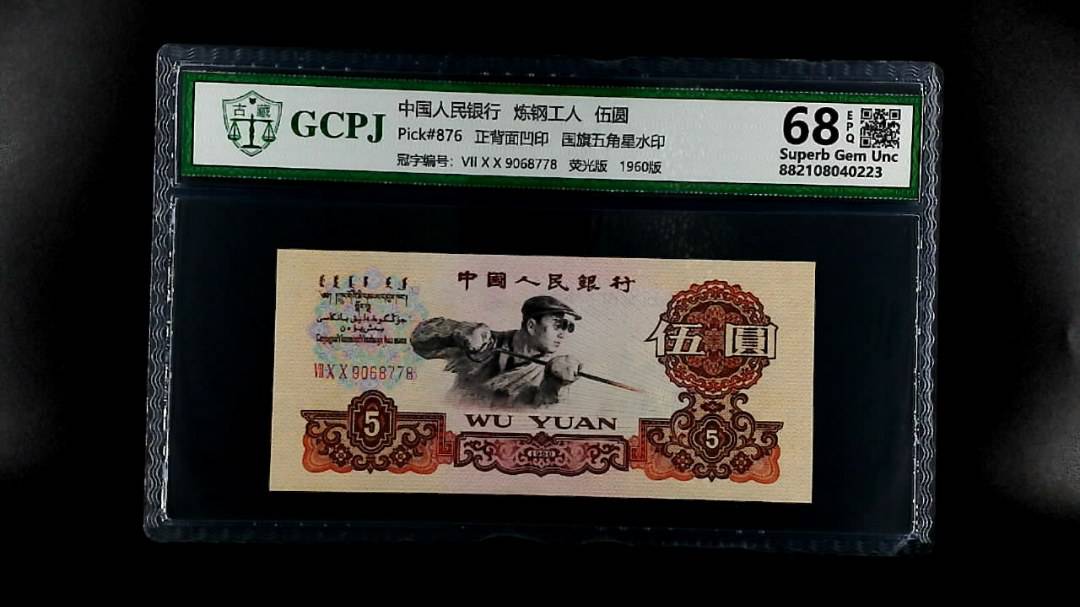 古 藏
GCPJ
中国人民银行 炼钢工人 伍圆
Pick#876 正背面凹印 国旗五角星水印
冠字编号: VII X X 9068778 荧光版 1960版
68 EPQ
Superb Gem Unc
882108040223
中國人民銀行
伍圓
VII X X 9068778
WU YUAN
5
1960
5